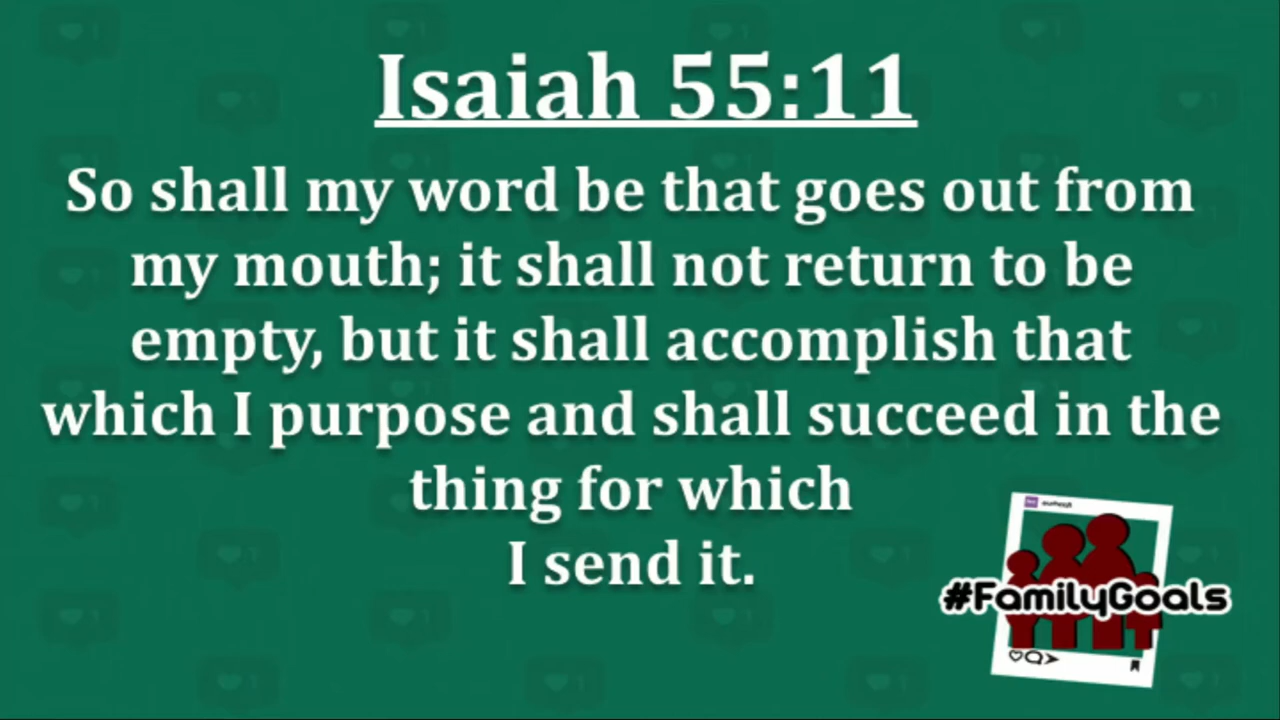 Isaiah 55:11
So shall my word be that goes out from
my mouth; it shall not return to be
empty, but it shall accomplish that
which I purpose and shall succeed in the
thing for which
I send it.
#FamilyGoals